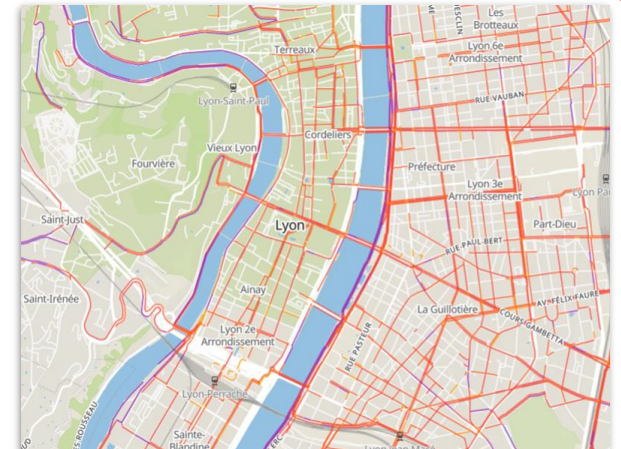 Les
Brotteaux
Terreaux
Lyon 6e
Arrondissement
Lyon-Saint-Paul
RUE VAUBAN
Cordeliers
Vieux Lyon
Fourvière
Préfecture
Lyon 3e
Arrondissement
Lyon Pa
Saint-Just
Lyon
Part-Dieu
RUE PAUL-BERT
Ainay
Saint-Irénée
AV. FÉLIX FAURE
La Guillotière
COURS GAMBETTA
Lyon 2e
Arrondissement
RUE PASTEUR
Lyon-Perrache
Sainte-
Blandine